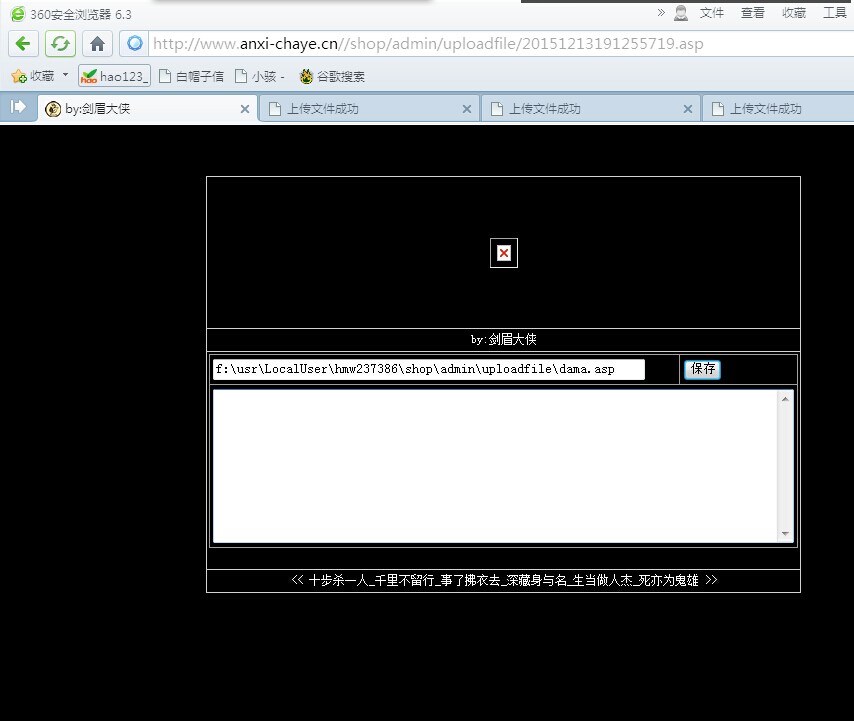 360安全浏览器 6.3
» 文件 查看 收藏 工具
http://www.anxi-chaye.cn//shop/admin/uploadfile/20151213191255719.asp
收藏 hao123_ 白帽子信 小骇 - 谷歌搜索
by:剑眉大侠 上传文件成功 上传文件成功 上传文件成功
by:剑眉大侠
f:\usr\LocalUser\hmw237386\shop\admin\uploadfile\dama.asp 保存
<< 十步杀一人_千里不留行_事了拂衣去_深藏身与名_生当做人杰_死亦为鬼雄 >>